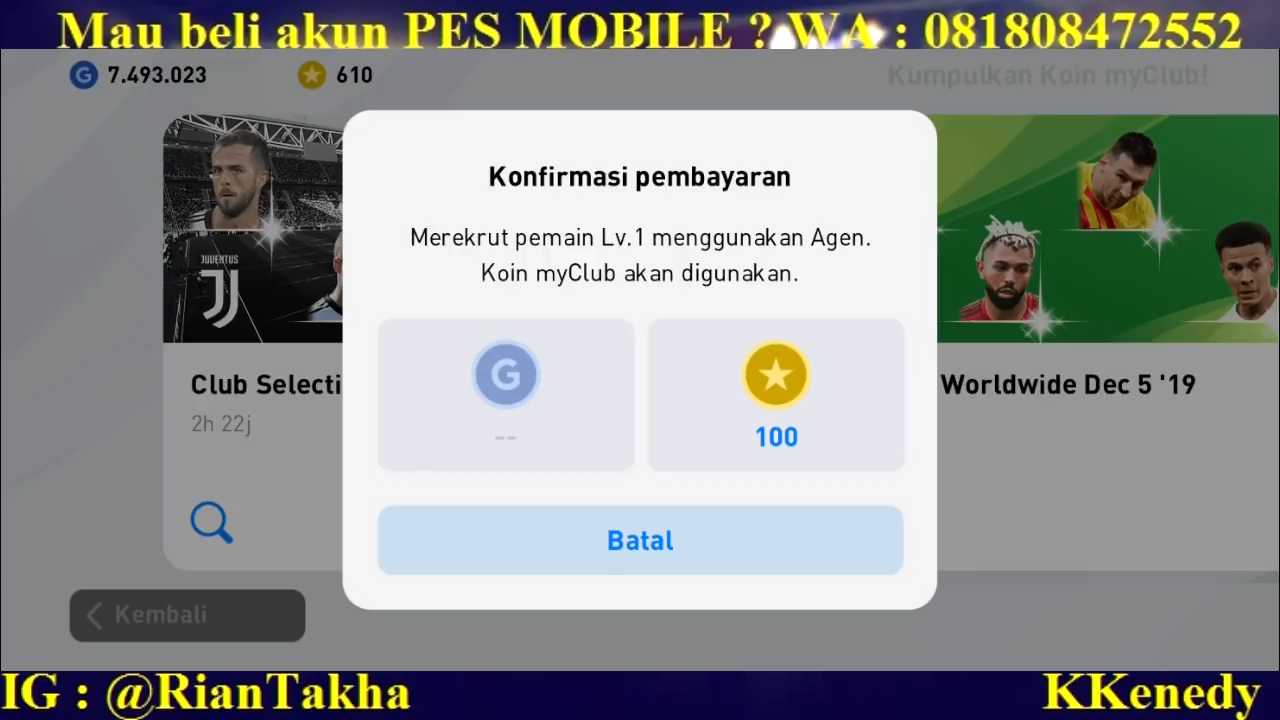 Mau beli akun PES MOBILE ? WA : 081808472552
G 7.493.023 610
Kumpulkan Koin myClub!
Konfirmasi pembayaran
Merekrut pemain Lv.1 menggunakan Agen.
Koin myClub akan digunakan.
JUVENTUS
G
--
100
Club Selecti
2h 22j
Worldwide Dec 5 '19
Batal
Kembali
IG : @RianTakha
KKenedy